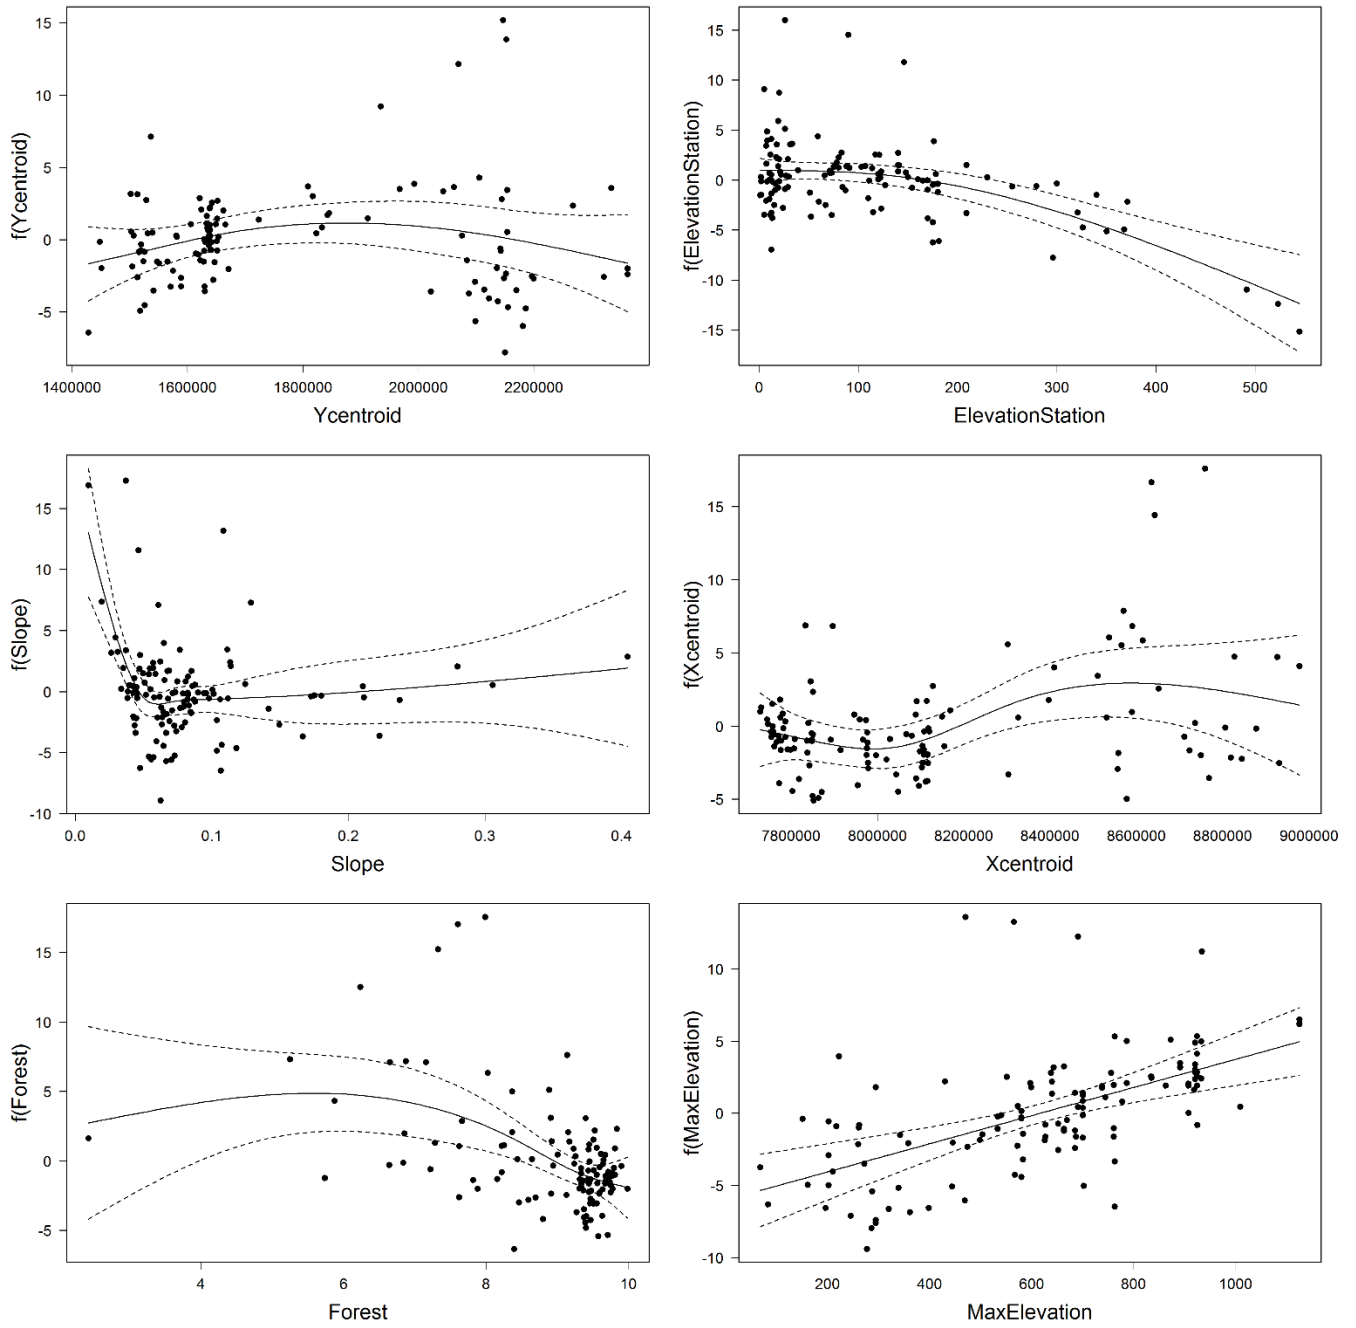 f(Ycentroid)
15
10
5
0
-5
1400000 1600000 1800000 2000000 2200000
Ycentroid
f(ElevationStation)
15
10
5
0
-5
-10
-15
0 100 200 300 400 500
ElevationStation
f(Slope)
15
10
5
0
-5
-10
0.0 0.1 0.2 0.3 0.4
Slope
f(Xcentroid)
15
10
5
0
-5
7800000 8000000 8200000 8400000 8600000 8800000 9000000
Xcentroid
f(Forest)
15
10
5
0
-5
4 6 8 10
Forest
f(MaxElevation)
10
5
0
-5
-10
200 400 600 800 1000
MaxElevation